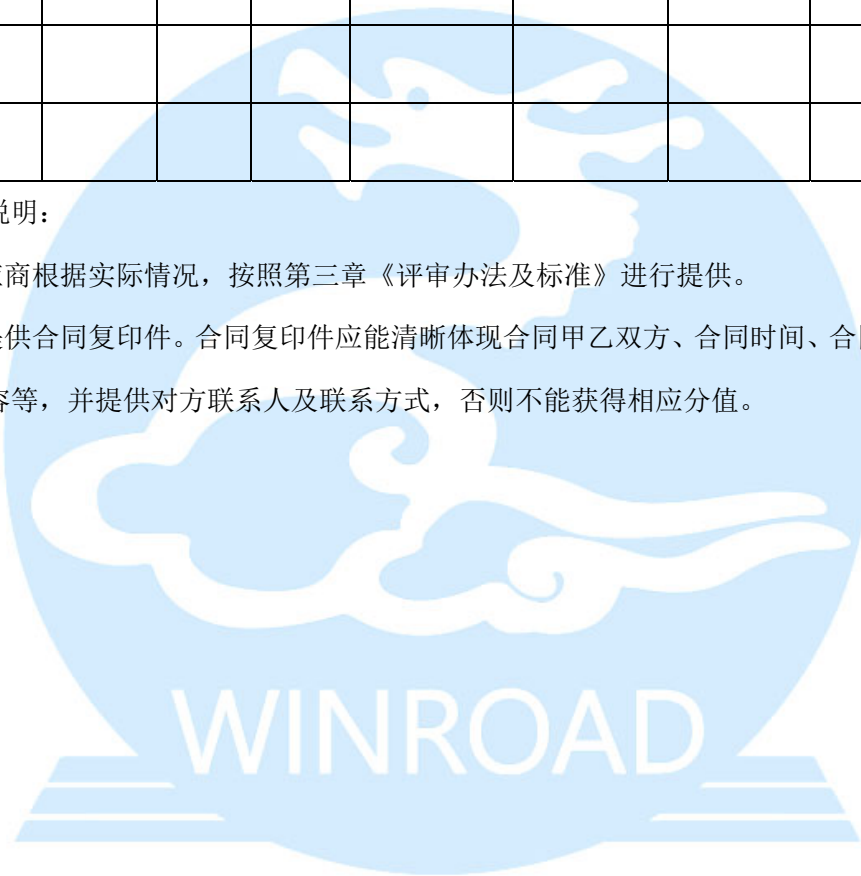 说明：
商根据实际情况，按照第三章《评审办法及标准》进行提供。
供合同复印件。合同复印件应能清晰体现合同甲乙双方、合同时间、合
等，并提供对方联系人及联系方式，否则不能获得相应分值。
WINROAD